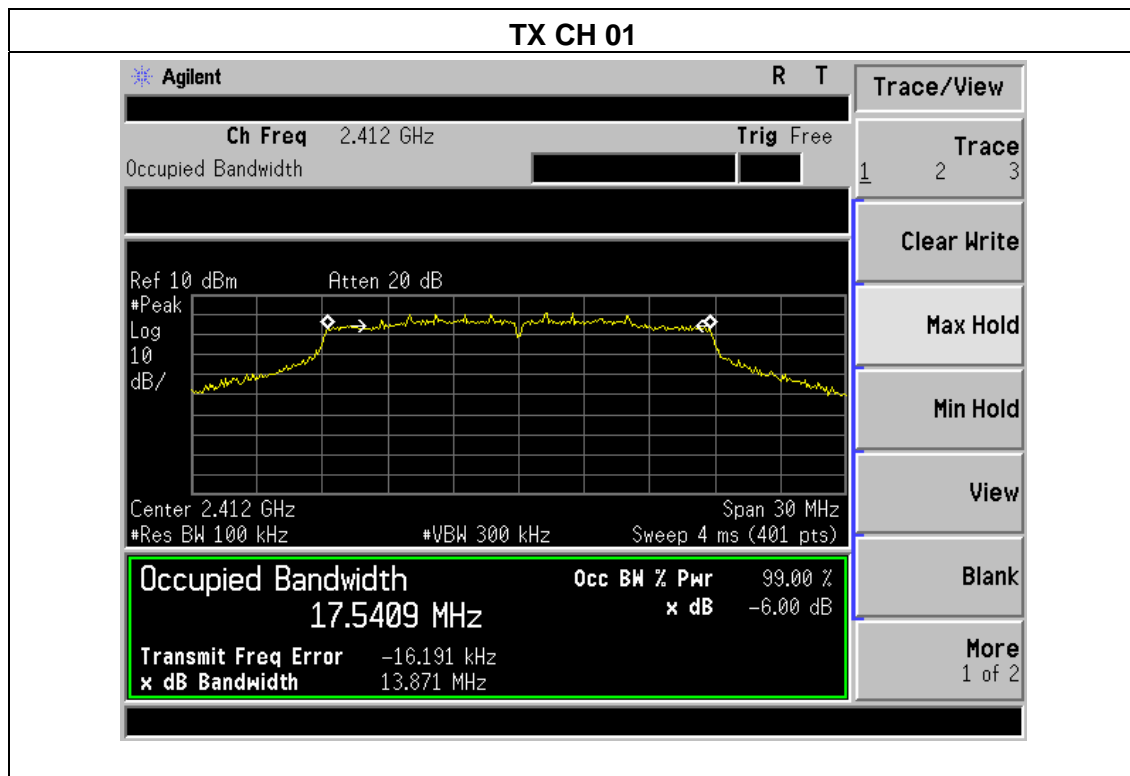 TX CH 01
Agilent R T
Trace/View
Ch Freq 2.412 GHz Trig Free
Occupied Bandwidth
Trace
1 2 3
Clear Write
Ref 10 dBm Atten 20 dB
#Peak
Log
10
dB/
Max Hold
Min Hold
View
Center 2.412 GHz Span 30 MHz
#Res BW 100 kHz #VBW 300 kHz Sweep 4 ms (401 pts)
Occupied Bandwidth
17.5409 MHz
Occ BW % Pwr 99.00 %
x dB -6.00 dB
Transmit Freq Error -16.191 kHz
x dB Bandwidth 13.871 MHz
Blank
More
1 of 2